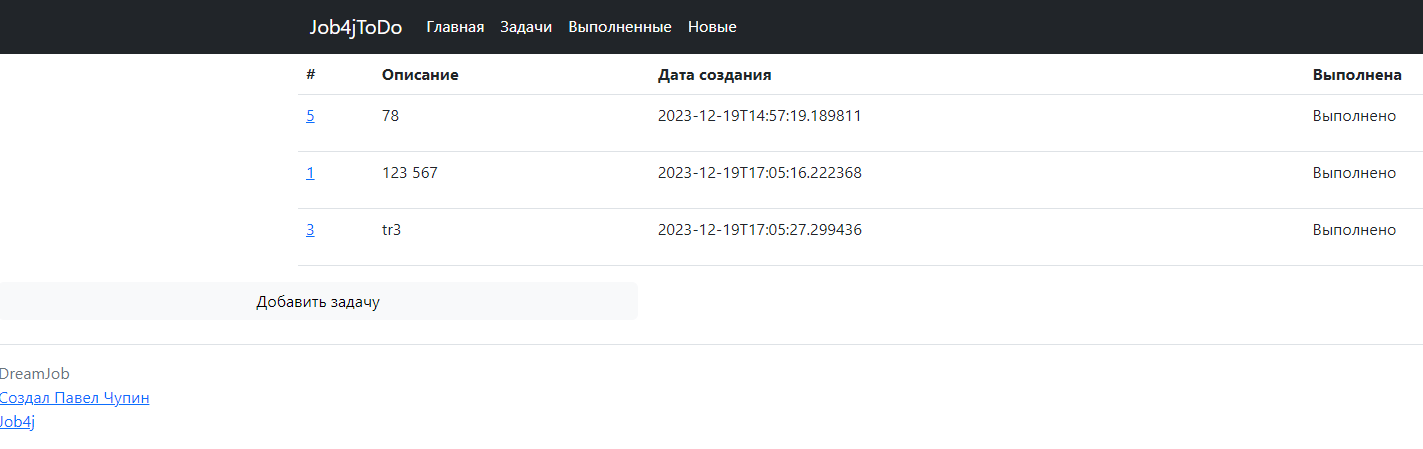 Job4jToDo Главная Задачи Выполненные Новые
# Описание Дата создания Выполнена
5 78 2023-12-19T14:57:19.189811 Выполнено
1 123 567 2023-12-19T17:05:16.222368 Выполнено
3 tr3 2023-12-19T17:05:27.299436 Выполнено
Добавить задачу
DreamJob
Создал Павел Чупин
Job4j